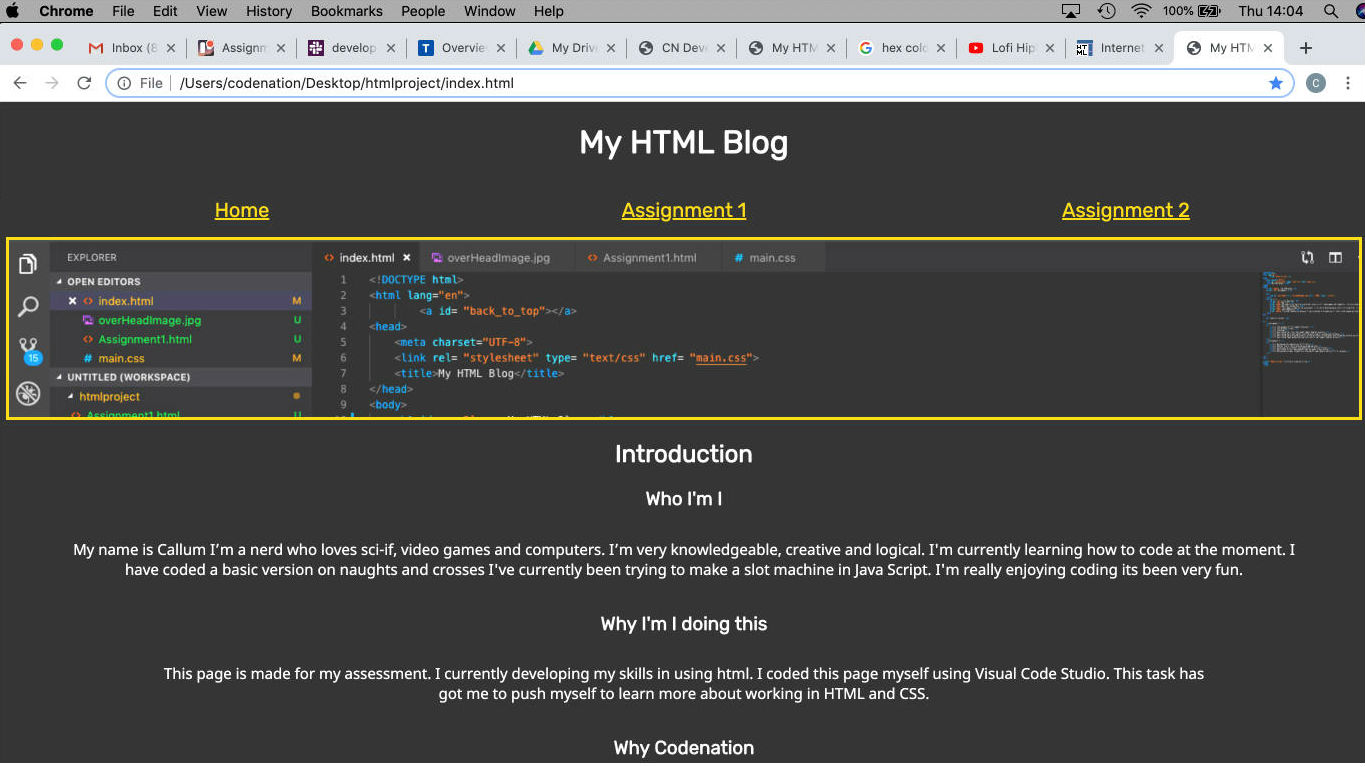 Chrome File Edit View History Bookmarks People Window Help 100% Thu 14:04
Inbox (8 Assignm develop Overvie My Driv CN Dev My HTM hex colo Lofi Hip Internet My HTM
File /Users/codenation/Desktop/htmlproject/index.html C
My HTML Blog
Home Assignment 1 Assignment 2
EXPLORER
OPEN EDITORS
index.html M
overHeadImage.jpg U
Assignment1.html U
main.css M
15
UNTITLED (WORKSPACE)
htmlproject
Assignment1.html U
index.html overHeadImage.jpg Assignment1.html main.css
1 <!DOCTYPE html>
2 <html lang="en">
3 <a id= "back_to_top"></a>
4 <head>
5 <meta charset="UTF-8">
6 <link rel= "stylesheet" type= "text/css" href= "main.css">
7 <title>My HTML Blog</title>
8 </head>
9 <body>
Introduction
Who I'm I
My name is Callum I’m a nerd who loves sci-if, video games and computers. I’m very knowledgeable, creative and logical. I'm currently learning how to code at the moment. I
have coded a basic version on naughts and crosses I've currently been trying to make a slot machine in Java Script. I'm really enjoying coding its been very fun.
Why I'm I doing this
This page is made for my assessment. I currently developing my skills in using html. I coded this page myself using Visual Code Studio. This task has
got me to push myself to learn more about working in HTML and CSS.
Why Codenation